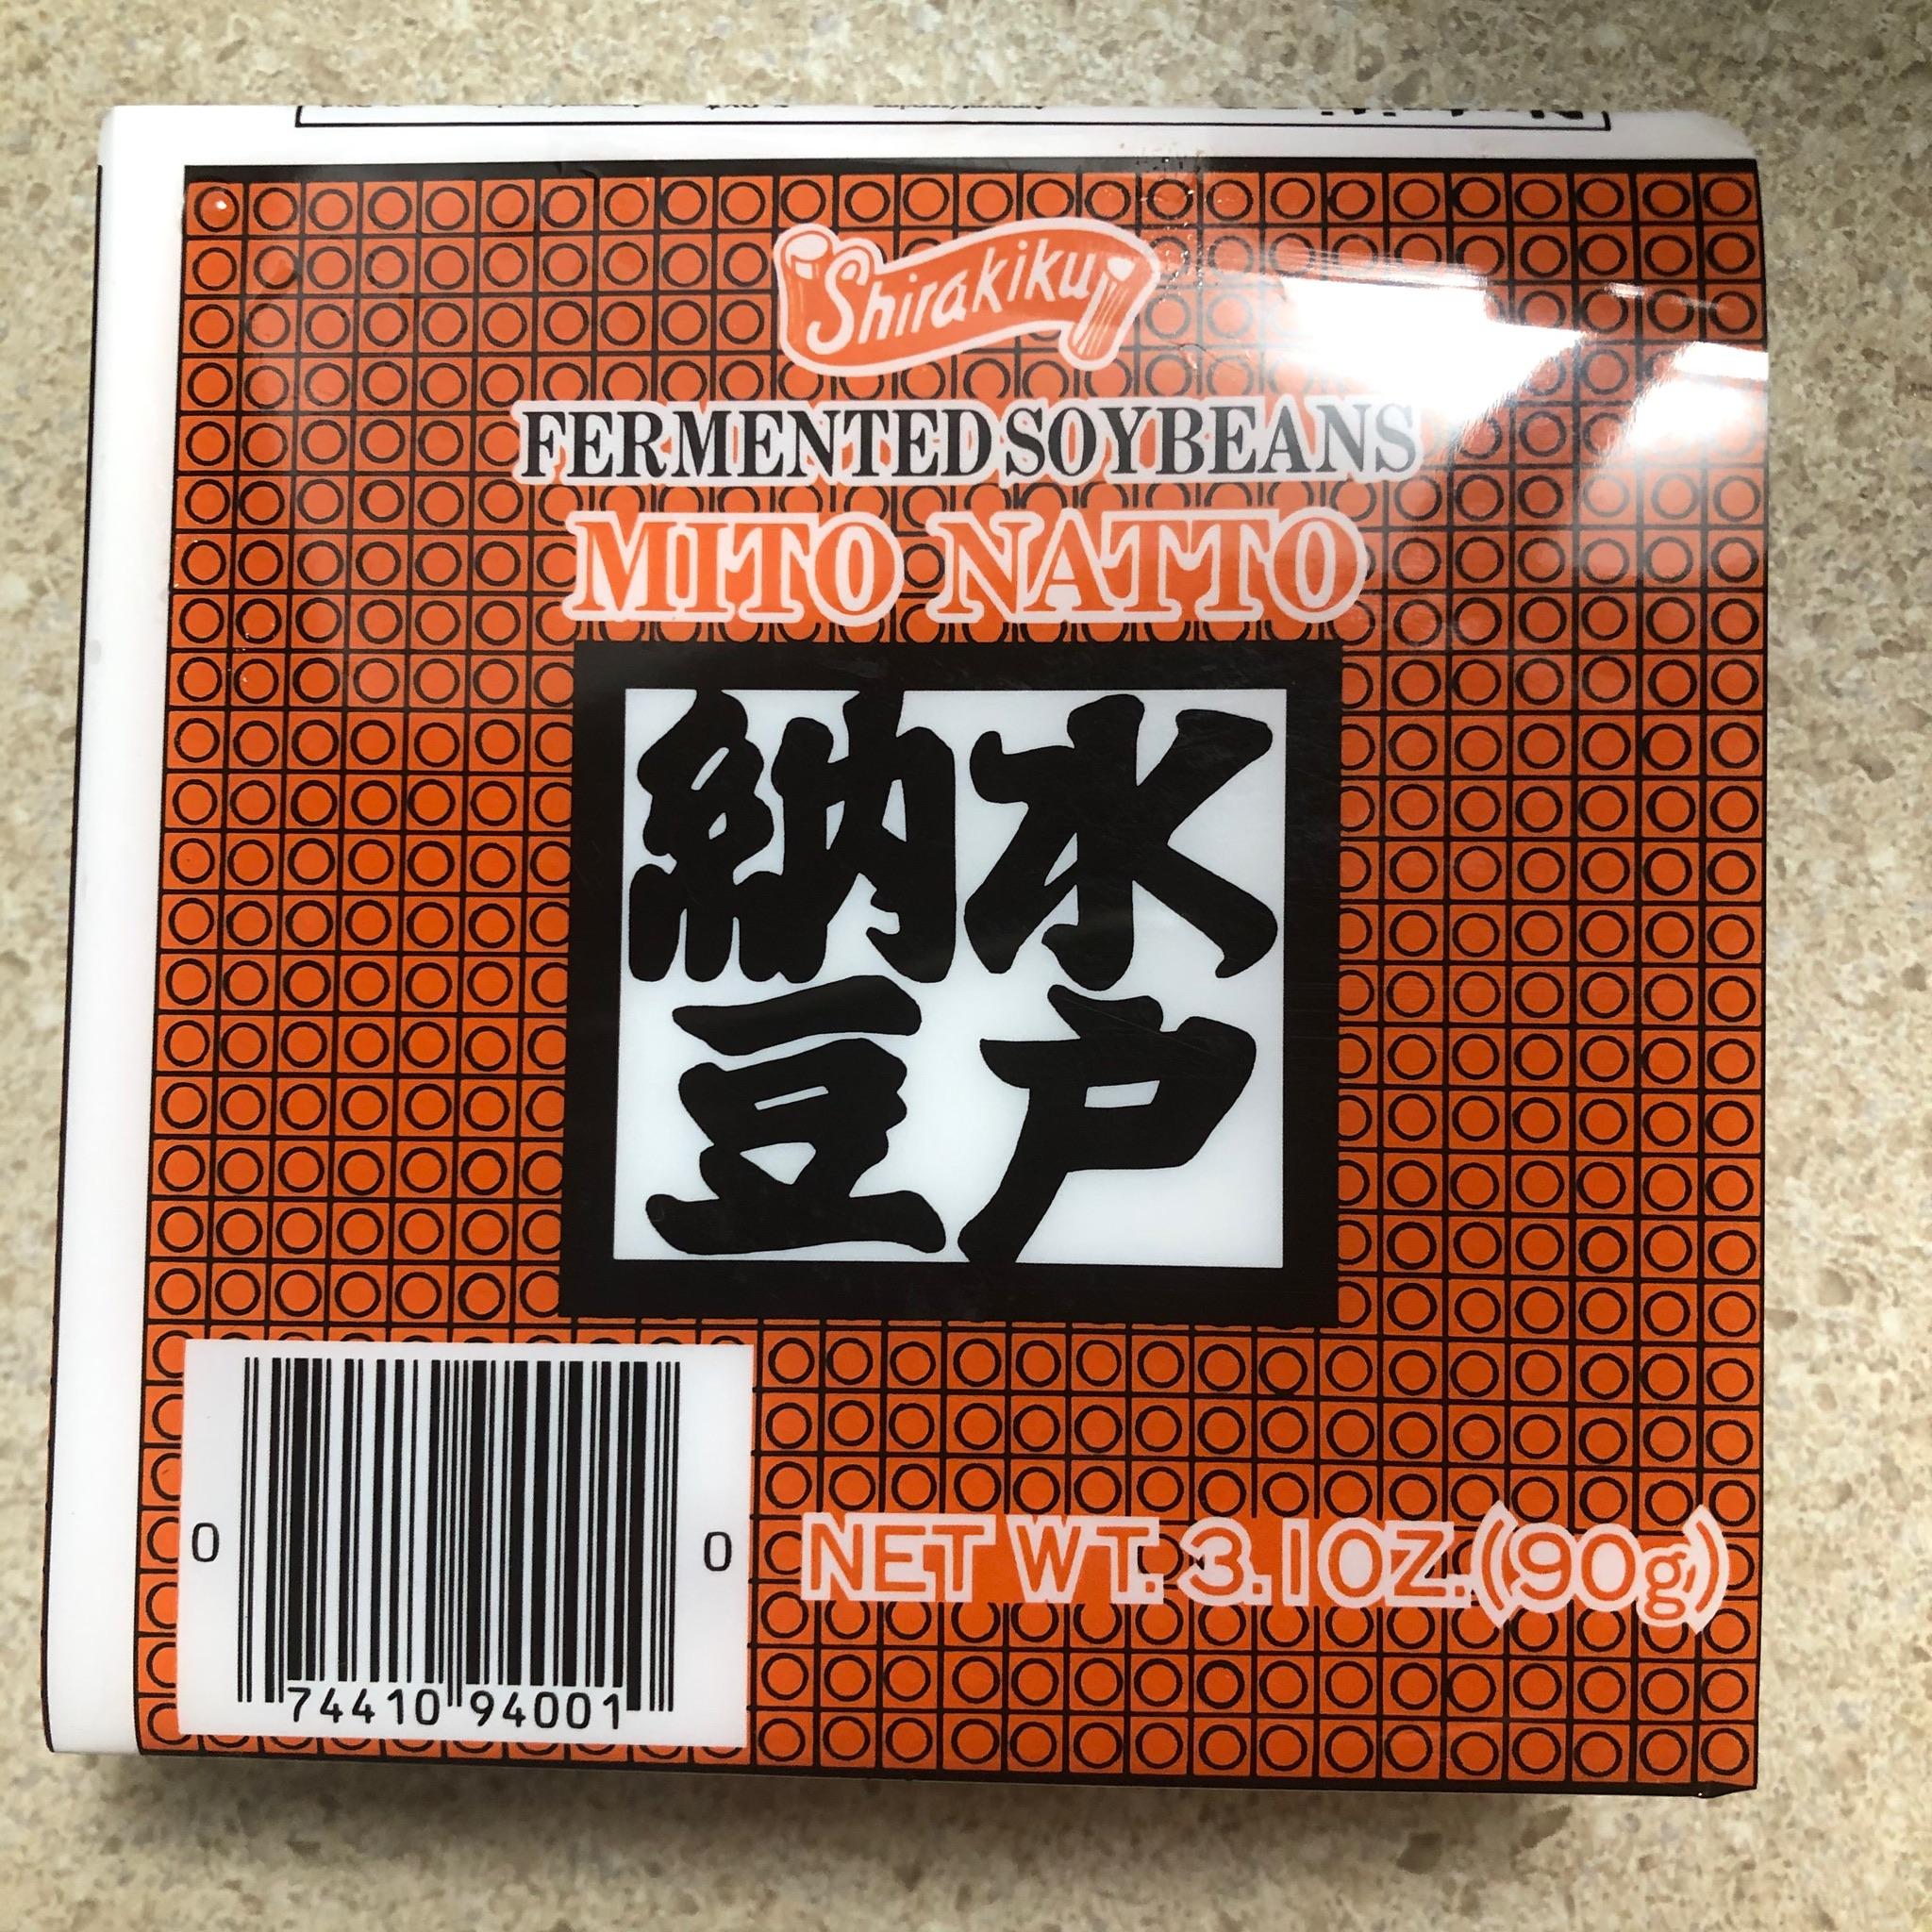 Shirakiku
FERMENTED SOYBEANS
MITO NATTO
水戸
納豆
NET WT. 3.1OZ.(90g)
0 74410 94001 0